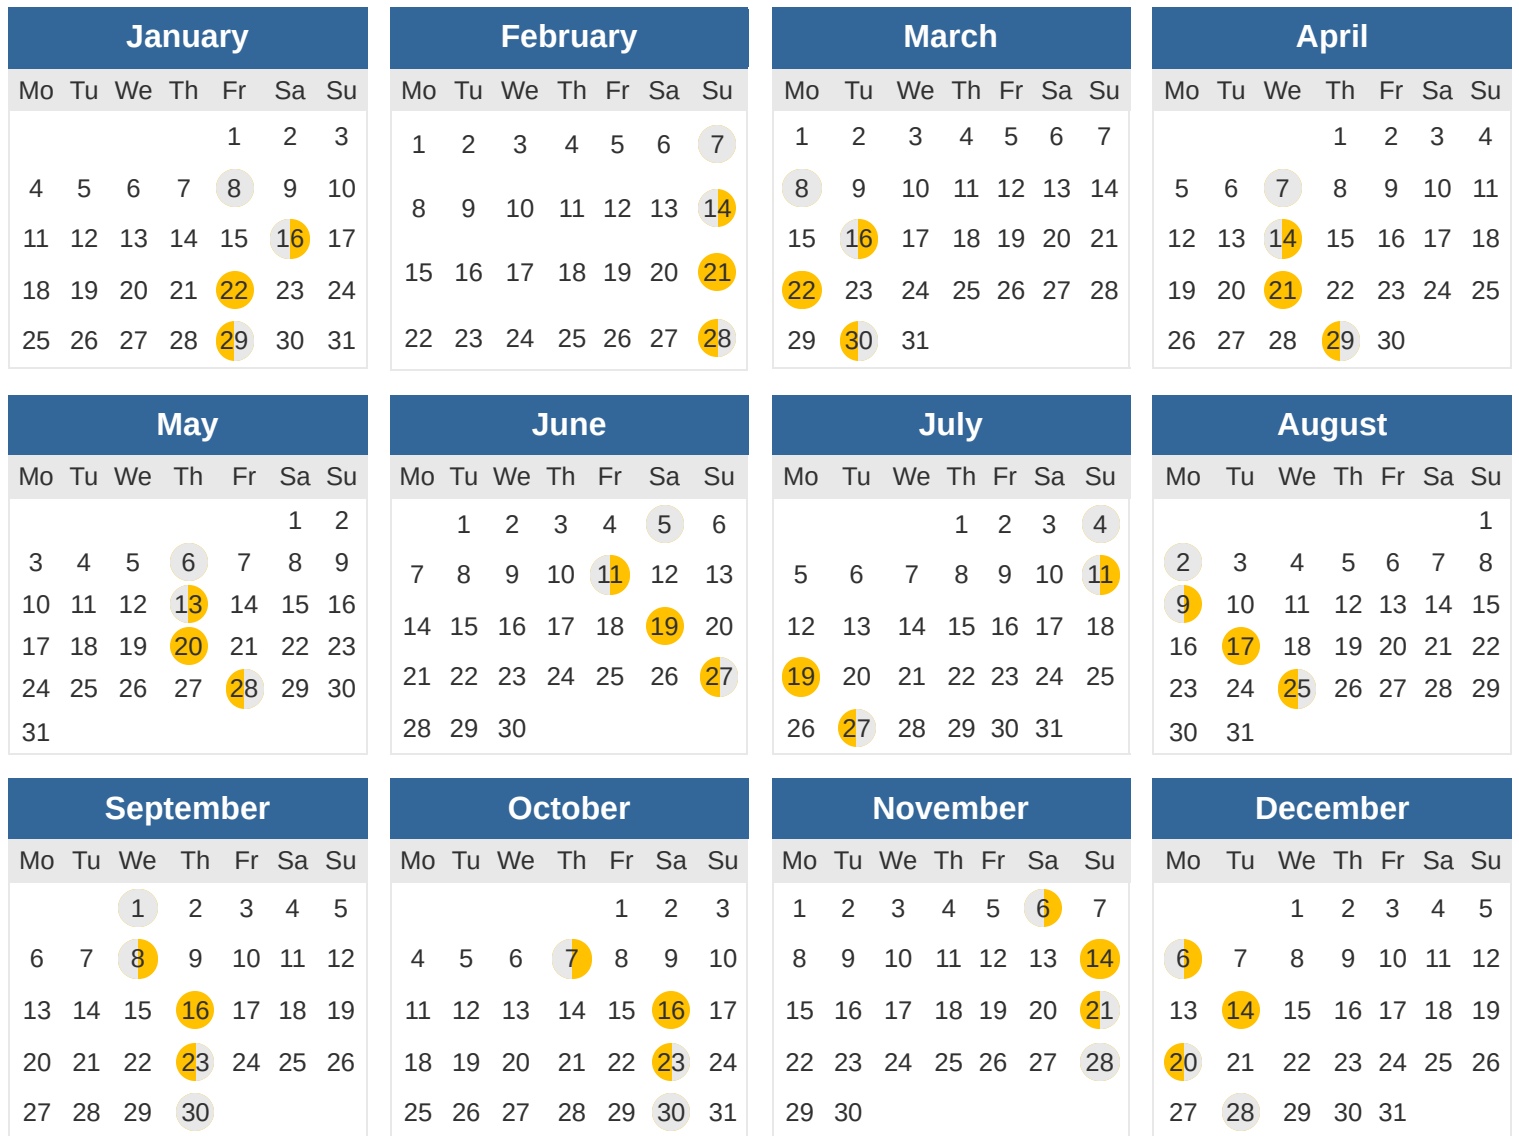 January
Mo Tu We Th Fr Sa Su
1 2 3
4 5 6 7 8 9 10
11 12 13 14 15 16 17
18 19 20 21 22 23 24
25 26 27 28 29 30 31
February
Mo Tu We Th Fr Sa Su
1 2 3 4 5 6 7
8 9 10 11 12 13 14
15 16 17 18 19 20 21
22 23 24 25 26 27 28
March
Mo Tu We Th Fr Sa Su
1 2 3 4 5 6 7
8 9 10 11 12 13 14
15 16 17 18 19 20 21
22 23 24 25 26 27 28
29 30 31
April
Mo Tu We Th Fr Sa Su
1 2 3 4
5 6 7 8 9 10 11
12 13 14 15 16 17 18
19 20 21 22 23 24 25
26 27 28 29 30
May
Mo Tu We Th Fr Sa Su
1 2
3 4 5 6 7 8 9
10 11 12 13 14 15 16
17 18 19 20 21 22 23
24 25 26 27 28 29 30
31
June
Mo Tu We Th Fr Sa Su
1 2 3 4 5 6
7 8 9 10 11 12 13
14 15 16 17 18 19 20
21 22 23 24 25 26 27
28 29 30
July
Mo Tu We Th Fr Sa Su
1 2 3 4
5 6 7 8 9 10 11
12 13 14 15 16 17 18
19 20 21 22 23 24 25
26 27 28 29 30 31
August
Mo Tu We Th Fr Sa Su
1
2 3 4 5 6 7 8
9 10 11 12 13 14 15
16 17 18 19 20 21 22
23 24 25 26 27 28 29
30 31
September
Mo Tu We Th Fr Sa Su
1 2 3 4 5
6 7 8 9 10 11 12
13 14 15 16 17 18 19
20 21 22 23 24 25 26
27 28 29 30
October
Mo Tu We Th Fr Sa Su
1 2 3
4 5 6 7 8 9 10
11 12 13 14 15 16 17
18 19 20 21 22 23 24
25 26 27 28 29 30 31
November
Mo Tu We Th Fr Sa Su
1 2 3 4 5 6 7
8 9 10 11 12 13 14
15 16 17 18 19 20 21
22 23 24 25 26 27 28
29 30
December
Mo Tu We Th Fr Sa Su
1 2 3 4 5
6 7 8 9 10 11 12
13 14 15 16 17 18 19
20 21 22 23 24 25 26
27 28 29 30 31